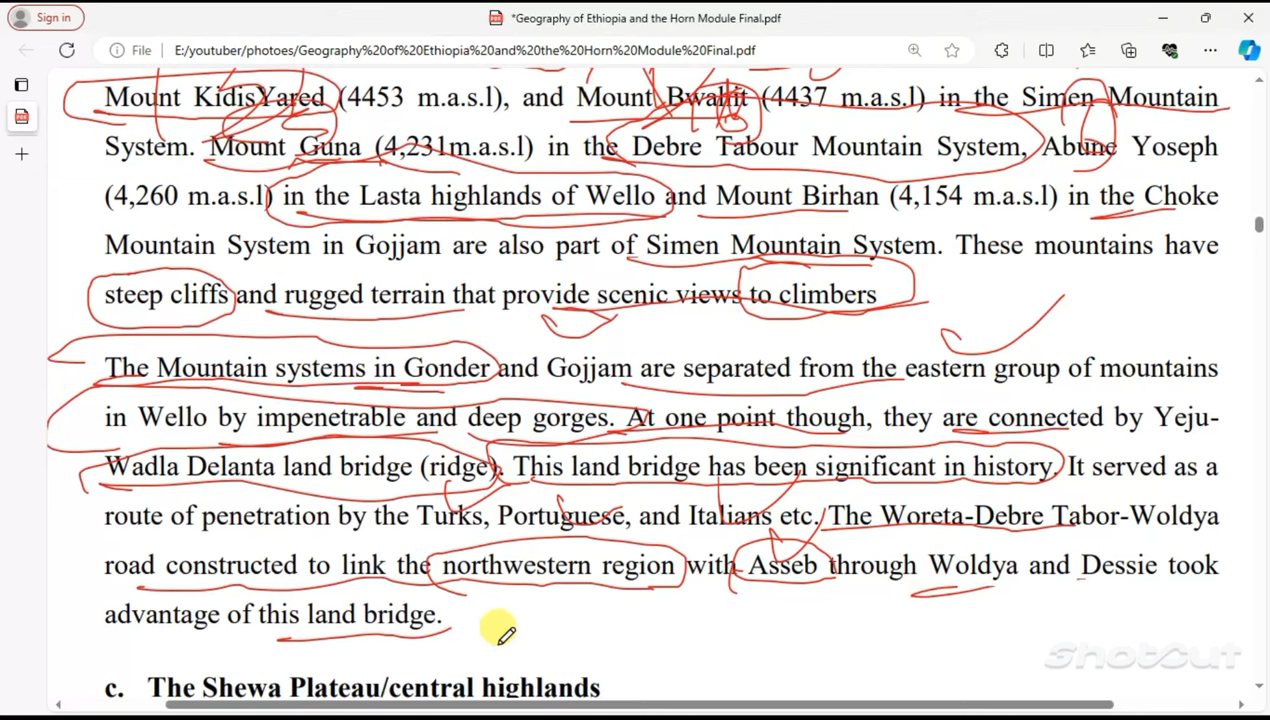 Sign in
*Geography of Ethiopia and the Horn Module Final.pdf
File
E:/youtuber/photoes/Geography%20of%20Ethiopia%20and%20the%20Horn%20Module%20Final.pdf
Mount KidisYared (4453 m.a.s.l), and Mount Bwahit (4437 m.a.s.l) in the Simen Mountain
System. Mount Guna (4,231m.a.s.l) in the Debre Tabour Mountain System, Abune Yoseph
(4,260 m.a.s.l) in the Lasta highlands of Wello and Mount Birhan (4,154 m.a.s.l) in the Choke
Mountain System in Gojjam are also part of Simen Mountain System. These mountains have
steep cliffs and rugged terrain that provide scenic views to climbers
The Mountain systems in Gonder and Gojjam are separated from the eastern group of mountains
in Wello by impenetrable and deep gorges. At one point though, they are connected by Yeju-
Wadla Delanta land bridge (ridge). This land bridge has been significant in history. It served as a
route of penetration by the Turks, Portuguese, and Italians etc. The Woreta-Debre Tabor-Woldya
road constructed to link the northwestern region with Asseb through Woldya and Dessie took
advantage of this land bridge.
c. The Shewa Plateau/central highlands
Shotcut